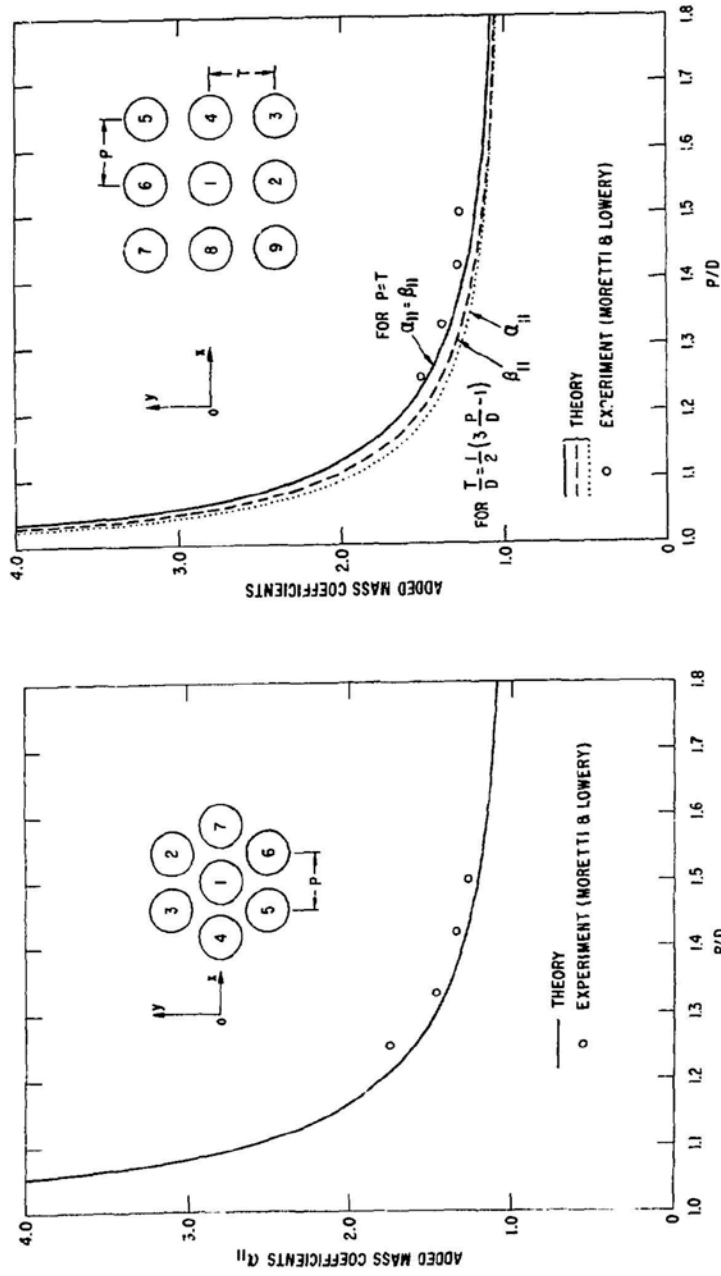 4.0
3.0
2.0
1.0
0
ADDED MASS COEFFICIENTS α₁₁
y
x
0
3 2
4 1 7
5 6
P
THEORY
EXPERIMENT (MORETTI & LOWERY)
1.0 1.1 1.2 1.3 1.4 1.5 1.6 1.7 1.8
P/D
4.0
3.0
2.0
1.0
0
ADDED MASS COEFFICIENTS
y
x
0
P
7 6 5
8 1 4
9 2 3
T
FOR P=T
α₁₁ = β₁₁
FOR T/D = 1/2 (3 P/D -1)
β₁₁
α₁₁
THEORY
EXPERIMENT (MORETTI & LOWERY)
1.0 1.1 1.2 1.3 1.4 1.5 1.6 1.7 1.8
P/D